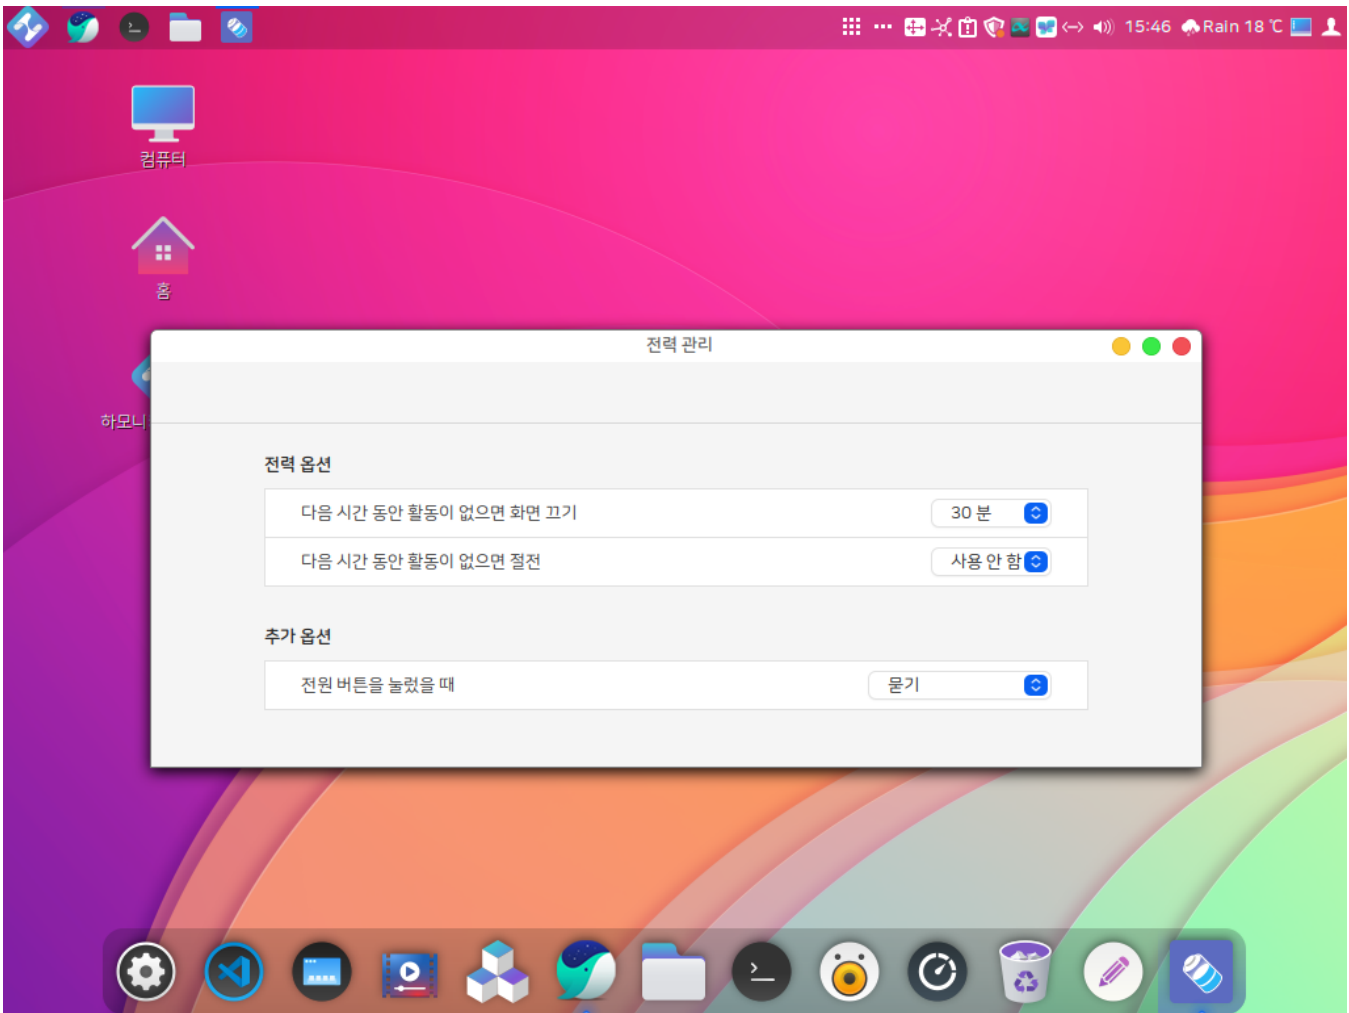 15:46
Rain 18 ℃
컴퓨터
홈
하모니
전력 관리
전력 옵션
다음 시간 동안 활동이 없으면 화면 끄기
30 분
다음 시간 동안 활동이 없으면 절전
사용 안 함
추가 옵션
전원 버튼을 눌렀을 때
묻기